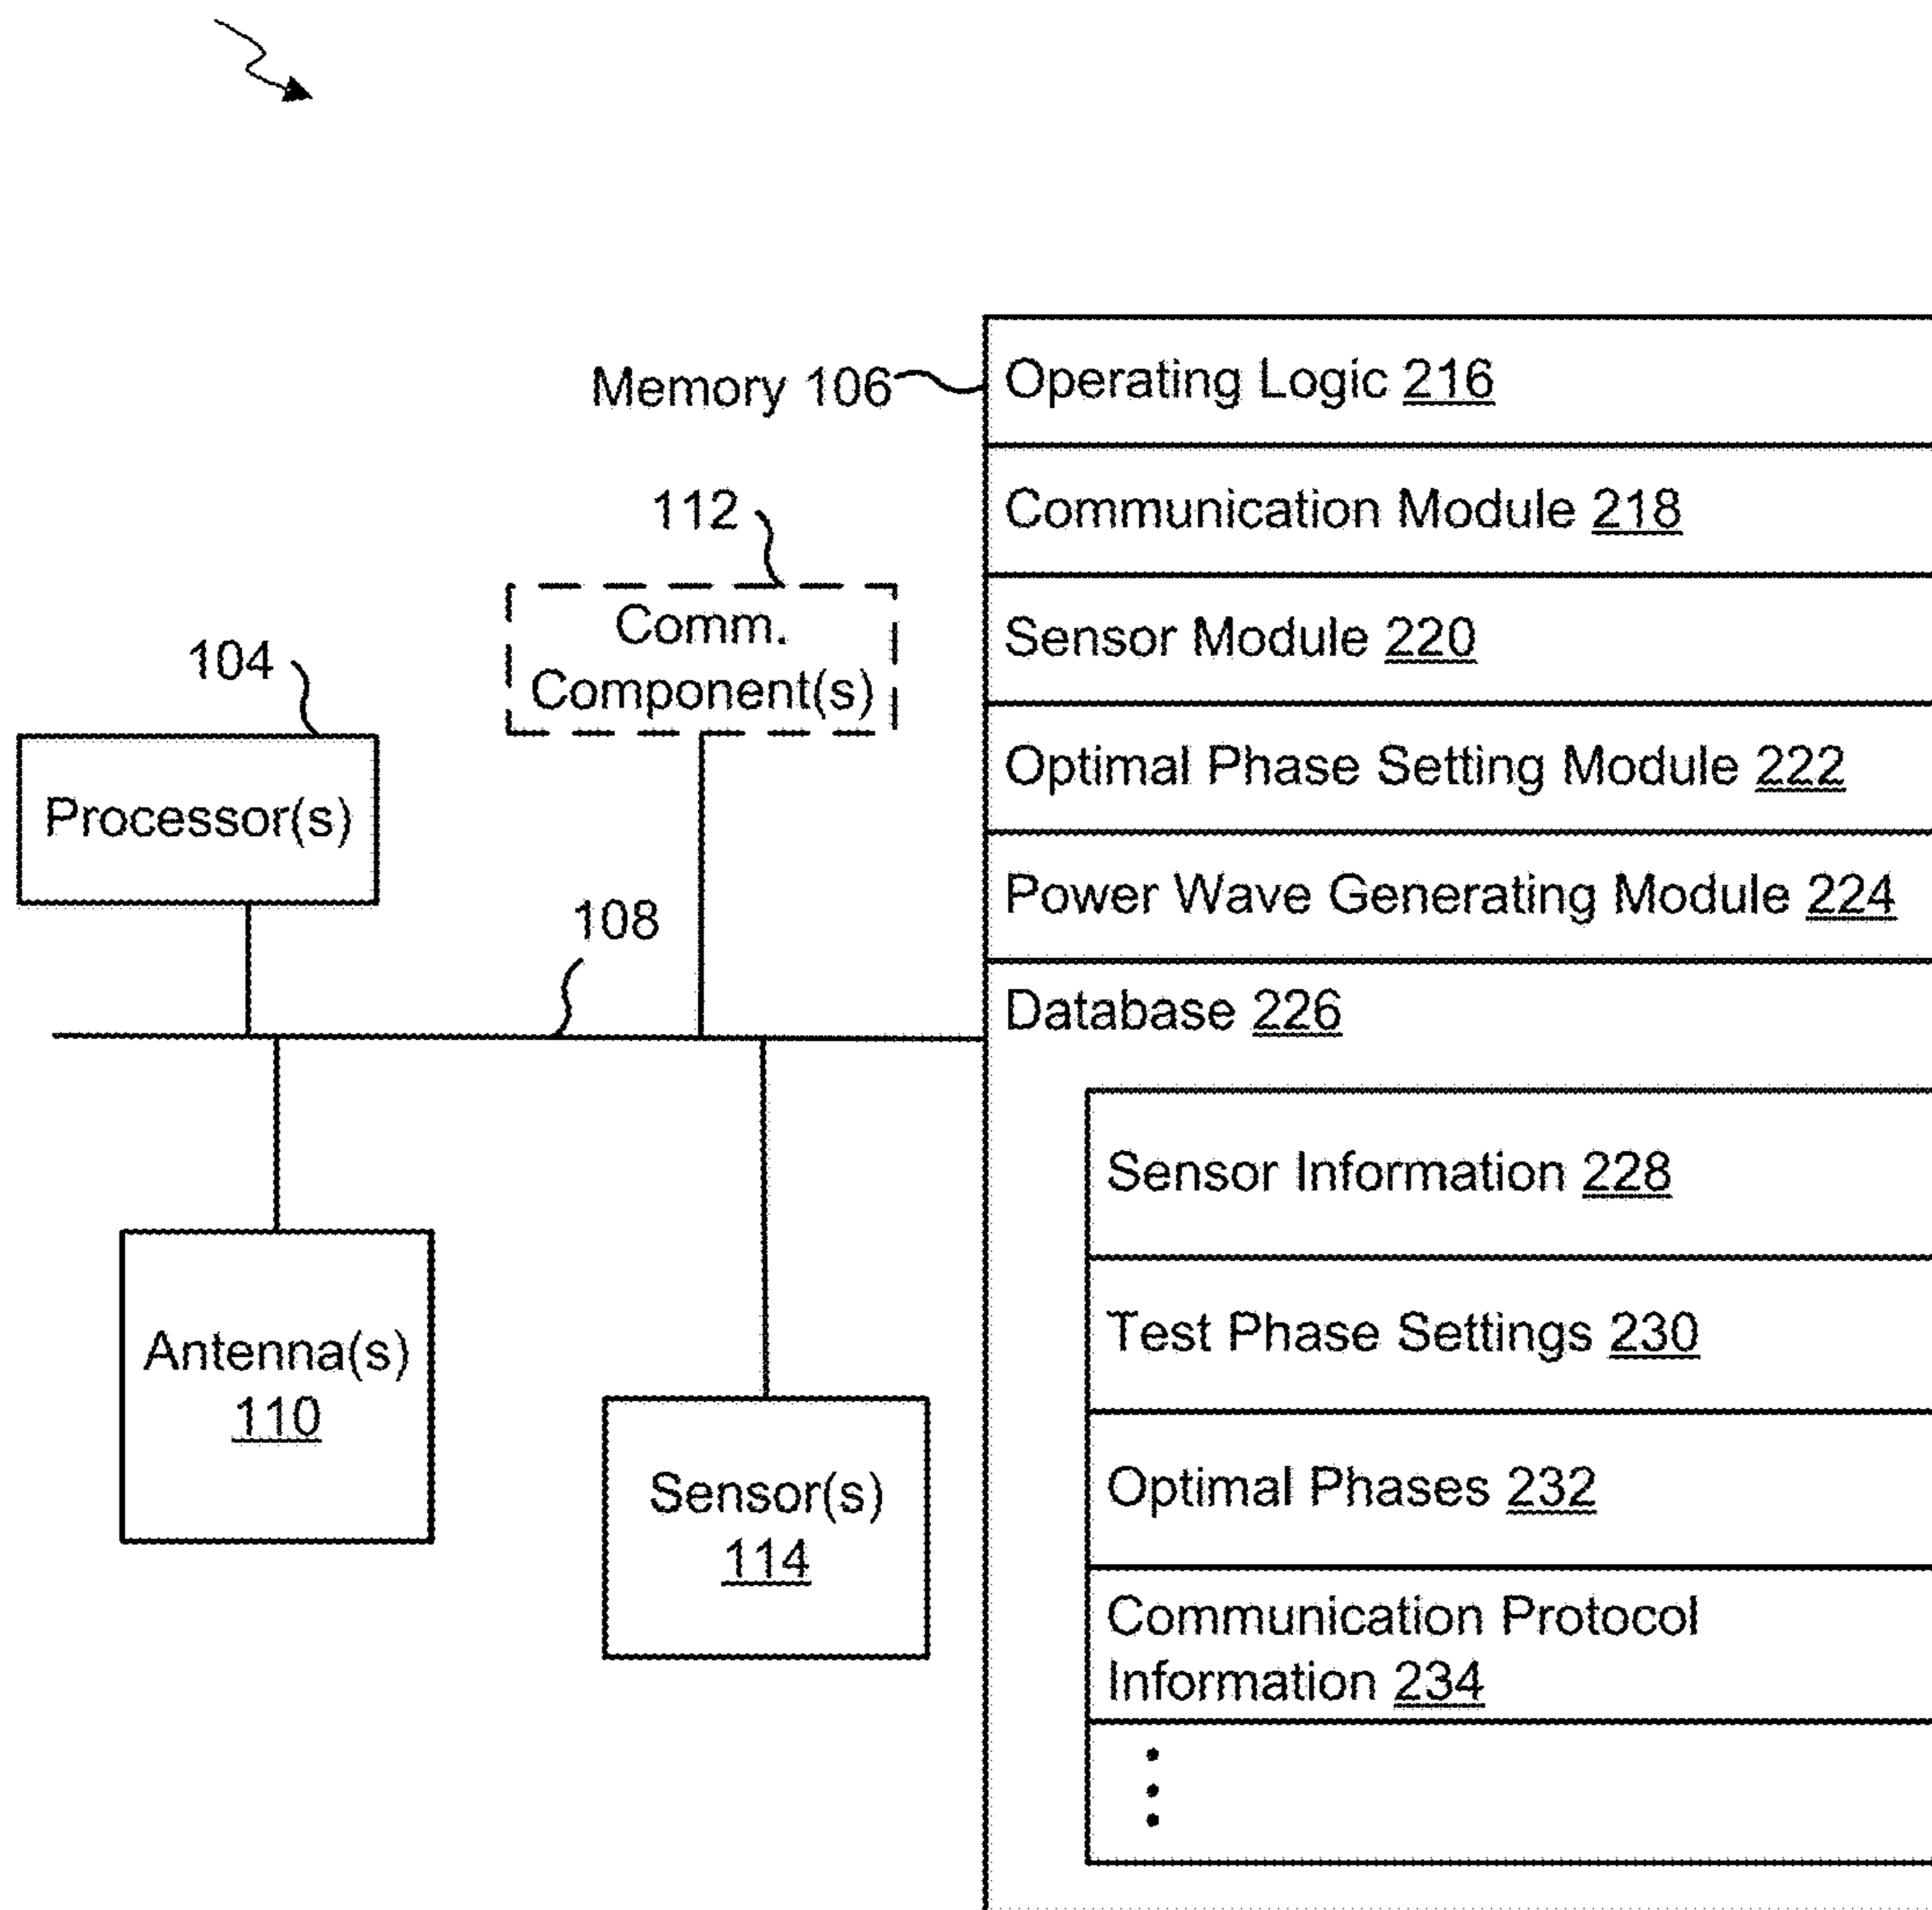 Memory 106
Operating Logic 216
112
Communication Module 218
Comm.
Component(s)
Sensor Module 220
104
Optimal Phase Setting Module 222
Processor(s)
Power Wave Generating Module 224
108
Database 226
Sensor Information 228
Antenna(s)
110
Test Phase Settings 230
Sensor(s)
114
Optimal Phases 232
Communication Protocol
Information 234